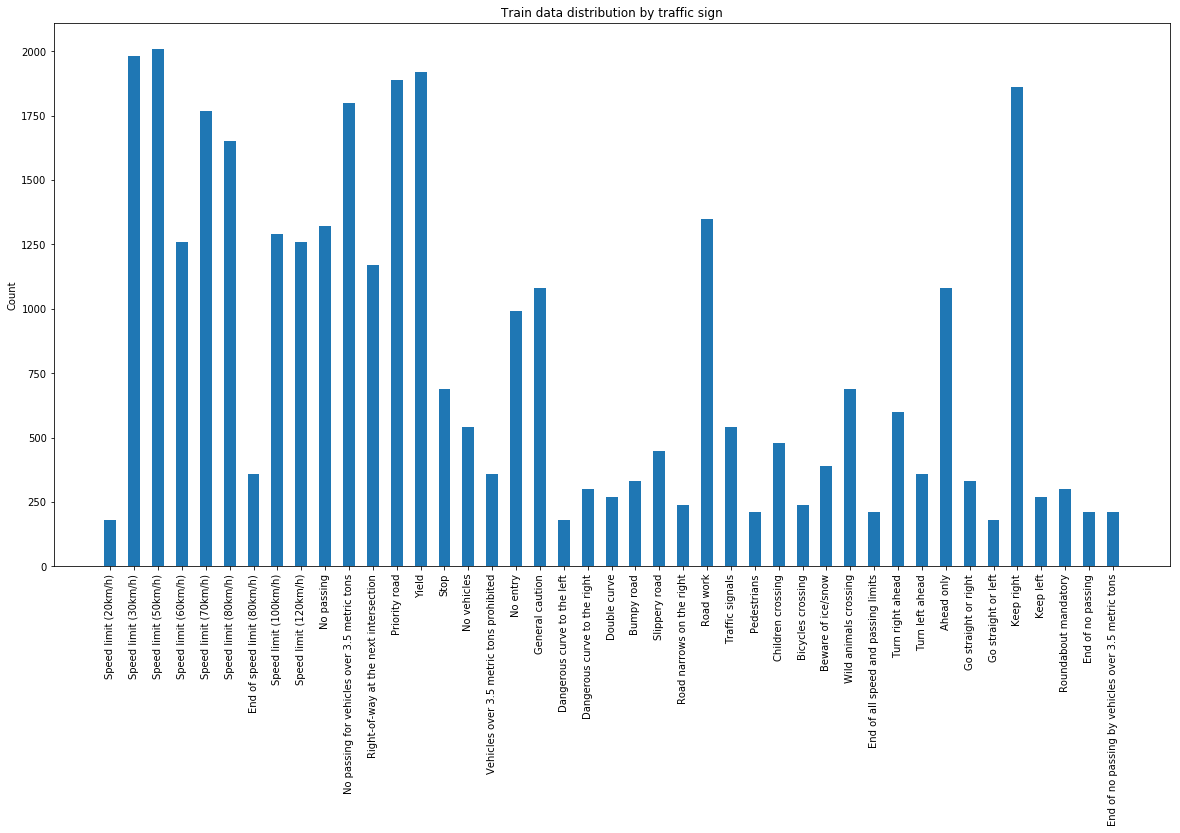 Train data distribution by traffic sign
Count
2000
1750
1500
1250
1000
750
500
250
0
Speed limit (20km/h)
Speed limit (30km/h)
Speed limit (50km/h)
Speed limit (60km/h)
Speed limit (70km/h)
Speed limit (80km/h)
End of speed limit (80km/h)
Speed limit (100km/h)
Speed limit (120km/h)
No passing
No passing for vehicles over 3.5 metric tons
Right-of-way at the next intersection
Priority road
Yield
Stop
No vehicles
Vehicles over 3.5 metric tons prohibited
No entry
General caution
Dangerous curve to the left
Dangerous curve to the right
Double curve
Bumpy road
Slippery road
Road narrows on the right
Road work
Traffic signals
Pedestrians
Children crossing
Bicycles crossing
Beware of ice/snow
Wild animals crossing
End of all speed and passing limits
Turn right ahead
Turn left ahead
Ahead only
Go straight or right
Go straight or left
Keep right
Keep left
Roundabout mandatory
End of no passing
End of no passing by vehicles over 3.5 metric tons